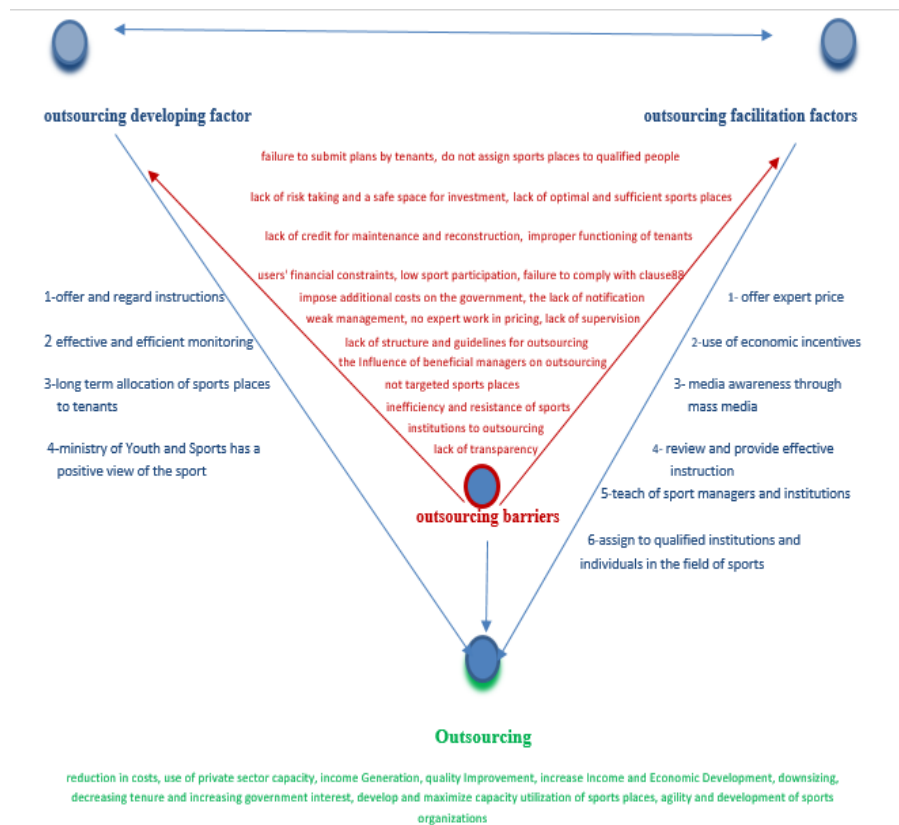 outsourcing developing factor
outsourcing facilitation factors
failure to submit plans by tenants, do not assign sports places to qualified people
lack of risk taking and a safe space for investment, lack of optimal and sufficient sports places
lack of credit for maintenance and reconstruction, improper functioning of tenants
users' financial constraints, low sport participation, failure to comply with clause88
impose additional costs on the government, the lack of notification
weak management, no expert work in pricing, lack of supervision
lack of structure and guidelines for outsourcing
the Influence of beneficial managers on outsourcing
not targeted sports places
inefficiency and resistance of sports
institutions to outsourcing
lack of transparency
outsourcing barriers
1-offer and regard instructions
2 effective and efficient monitoring
3-long term allocation of sports places
to tenants
4-ministry of Youth and Sports has a
positive view of the sport
1- offer expert price
2-use of economic incentives
3- media awareness through
mass media
4- review and provide effective
instruction
5-teach of sport managers and institutions
6-assign to qualified institutions and
individuals in the field of sports
Outsourcing
reduction in costs, use of private sector capacity, income Generation, quality Improvement, increase Income and Economic Development, downsizing,
decreasing tenure and increasing government interest, develop and maximize capacity utilization of sports places, agility and development of sports
organizations